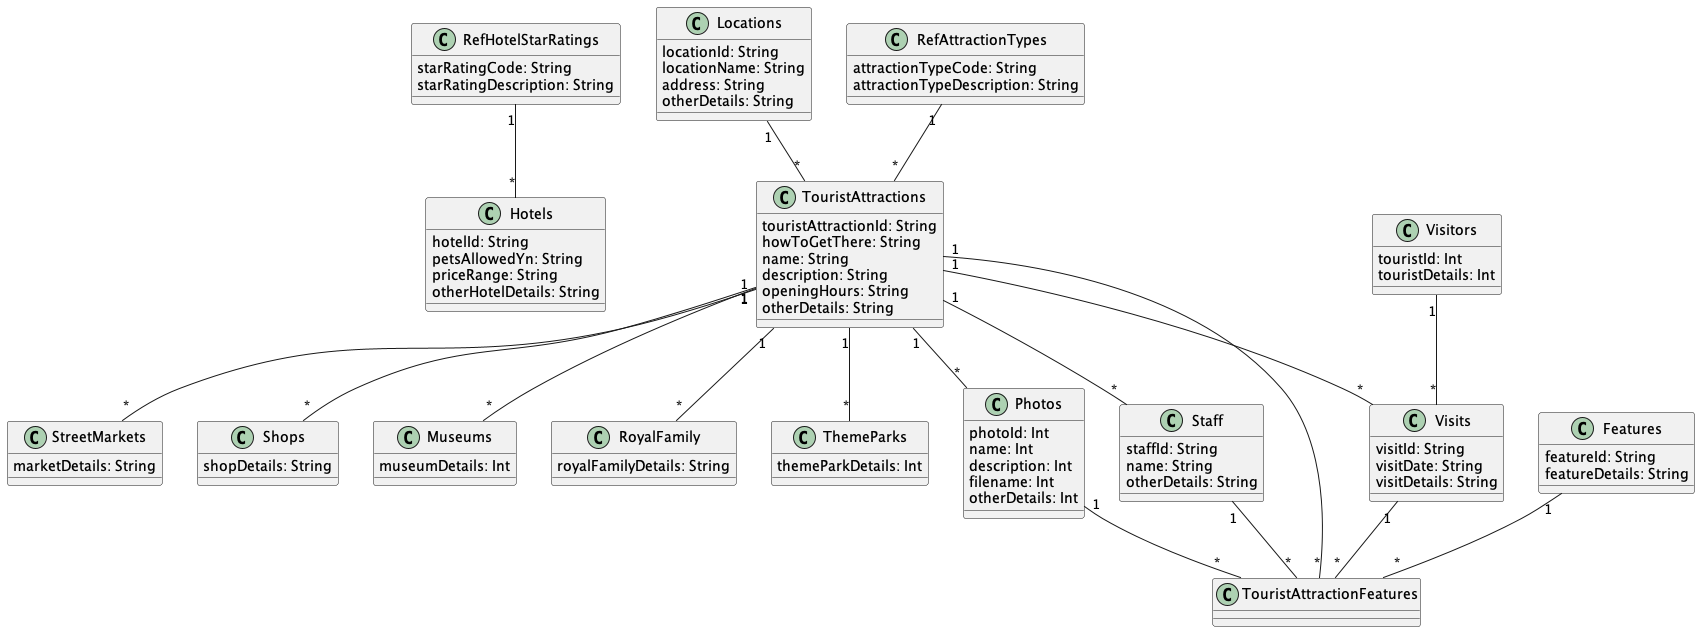 C RefHotelStarRatings
starRatingCode: String
starRatingDescription: String
C Locations
locationId: String
locationName: String
address: String
otherDetails: String
C RefAttractionTypes
attractionTypeCode: String
attractionTypeDescription: String
1
*
1
*
1
*
C Hotels
hotelId: String
petsAllowedYn: String
priceRange: String
otherHotelDetails: String
C TouristAttractions
touristAttractionId: String
howToGetThere: String
name: String
description: String
openingHours: String
otherDetails: String
C Visitors
touristId: Int
touristDetails: Int
1
1
1
1
1
1
1
1
1
1
*
*
*
*
*
*
*
*
*
C StreetMarkets
marketDetails: String
C Shops
shopDetails: String
C Museums
museumDetails: Int
C RoyalFamily
royalFamilyDetails: String
C ThemeParks
themeParkDetails: Int
C Photos
photoId: Int
name: Int
description: Int
filename: Int
otherDetails: Int
C Staff
staffId: String
name: String
otherDetails: String
C Visits
visitId: String
visitDate: String
visitDetails: String
C Features
featureId: String
featureDetails: String
1
1
1
1
*
*
*
*
*
C TouristAttractionFeatures